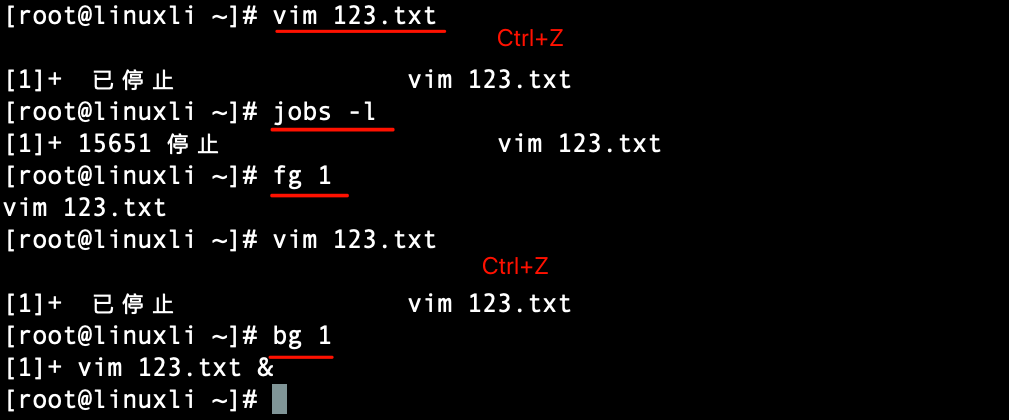 [root@linuxli ~]# vim 123.txt
Ctrl+Z
[1]+  已停止               vim 123.txt
[root@linuxli ~]# jobs -l
[1]+ 15651 停止                  vim 123.txt
[root@linuxli ~]# fg 1
vim 123.txt
[root@linuxli ~]# vim 123.txt
Ctrl+Z
[1]+  已停止               vim 123.txt
[root@linuxli ~]# bg 1
[1]+ vim 123.txt &
[root@linuxli ~]#